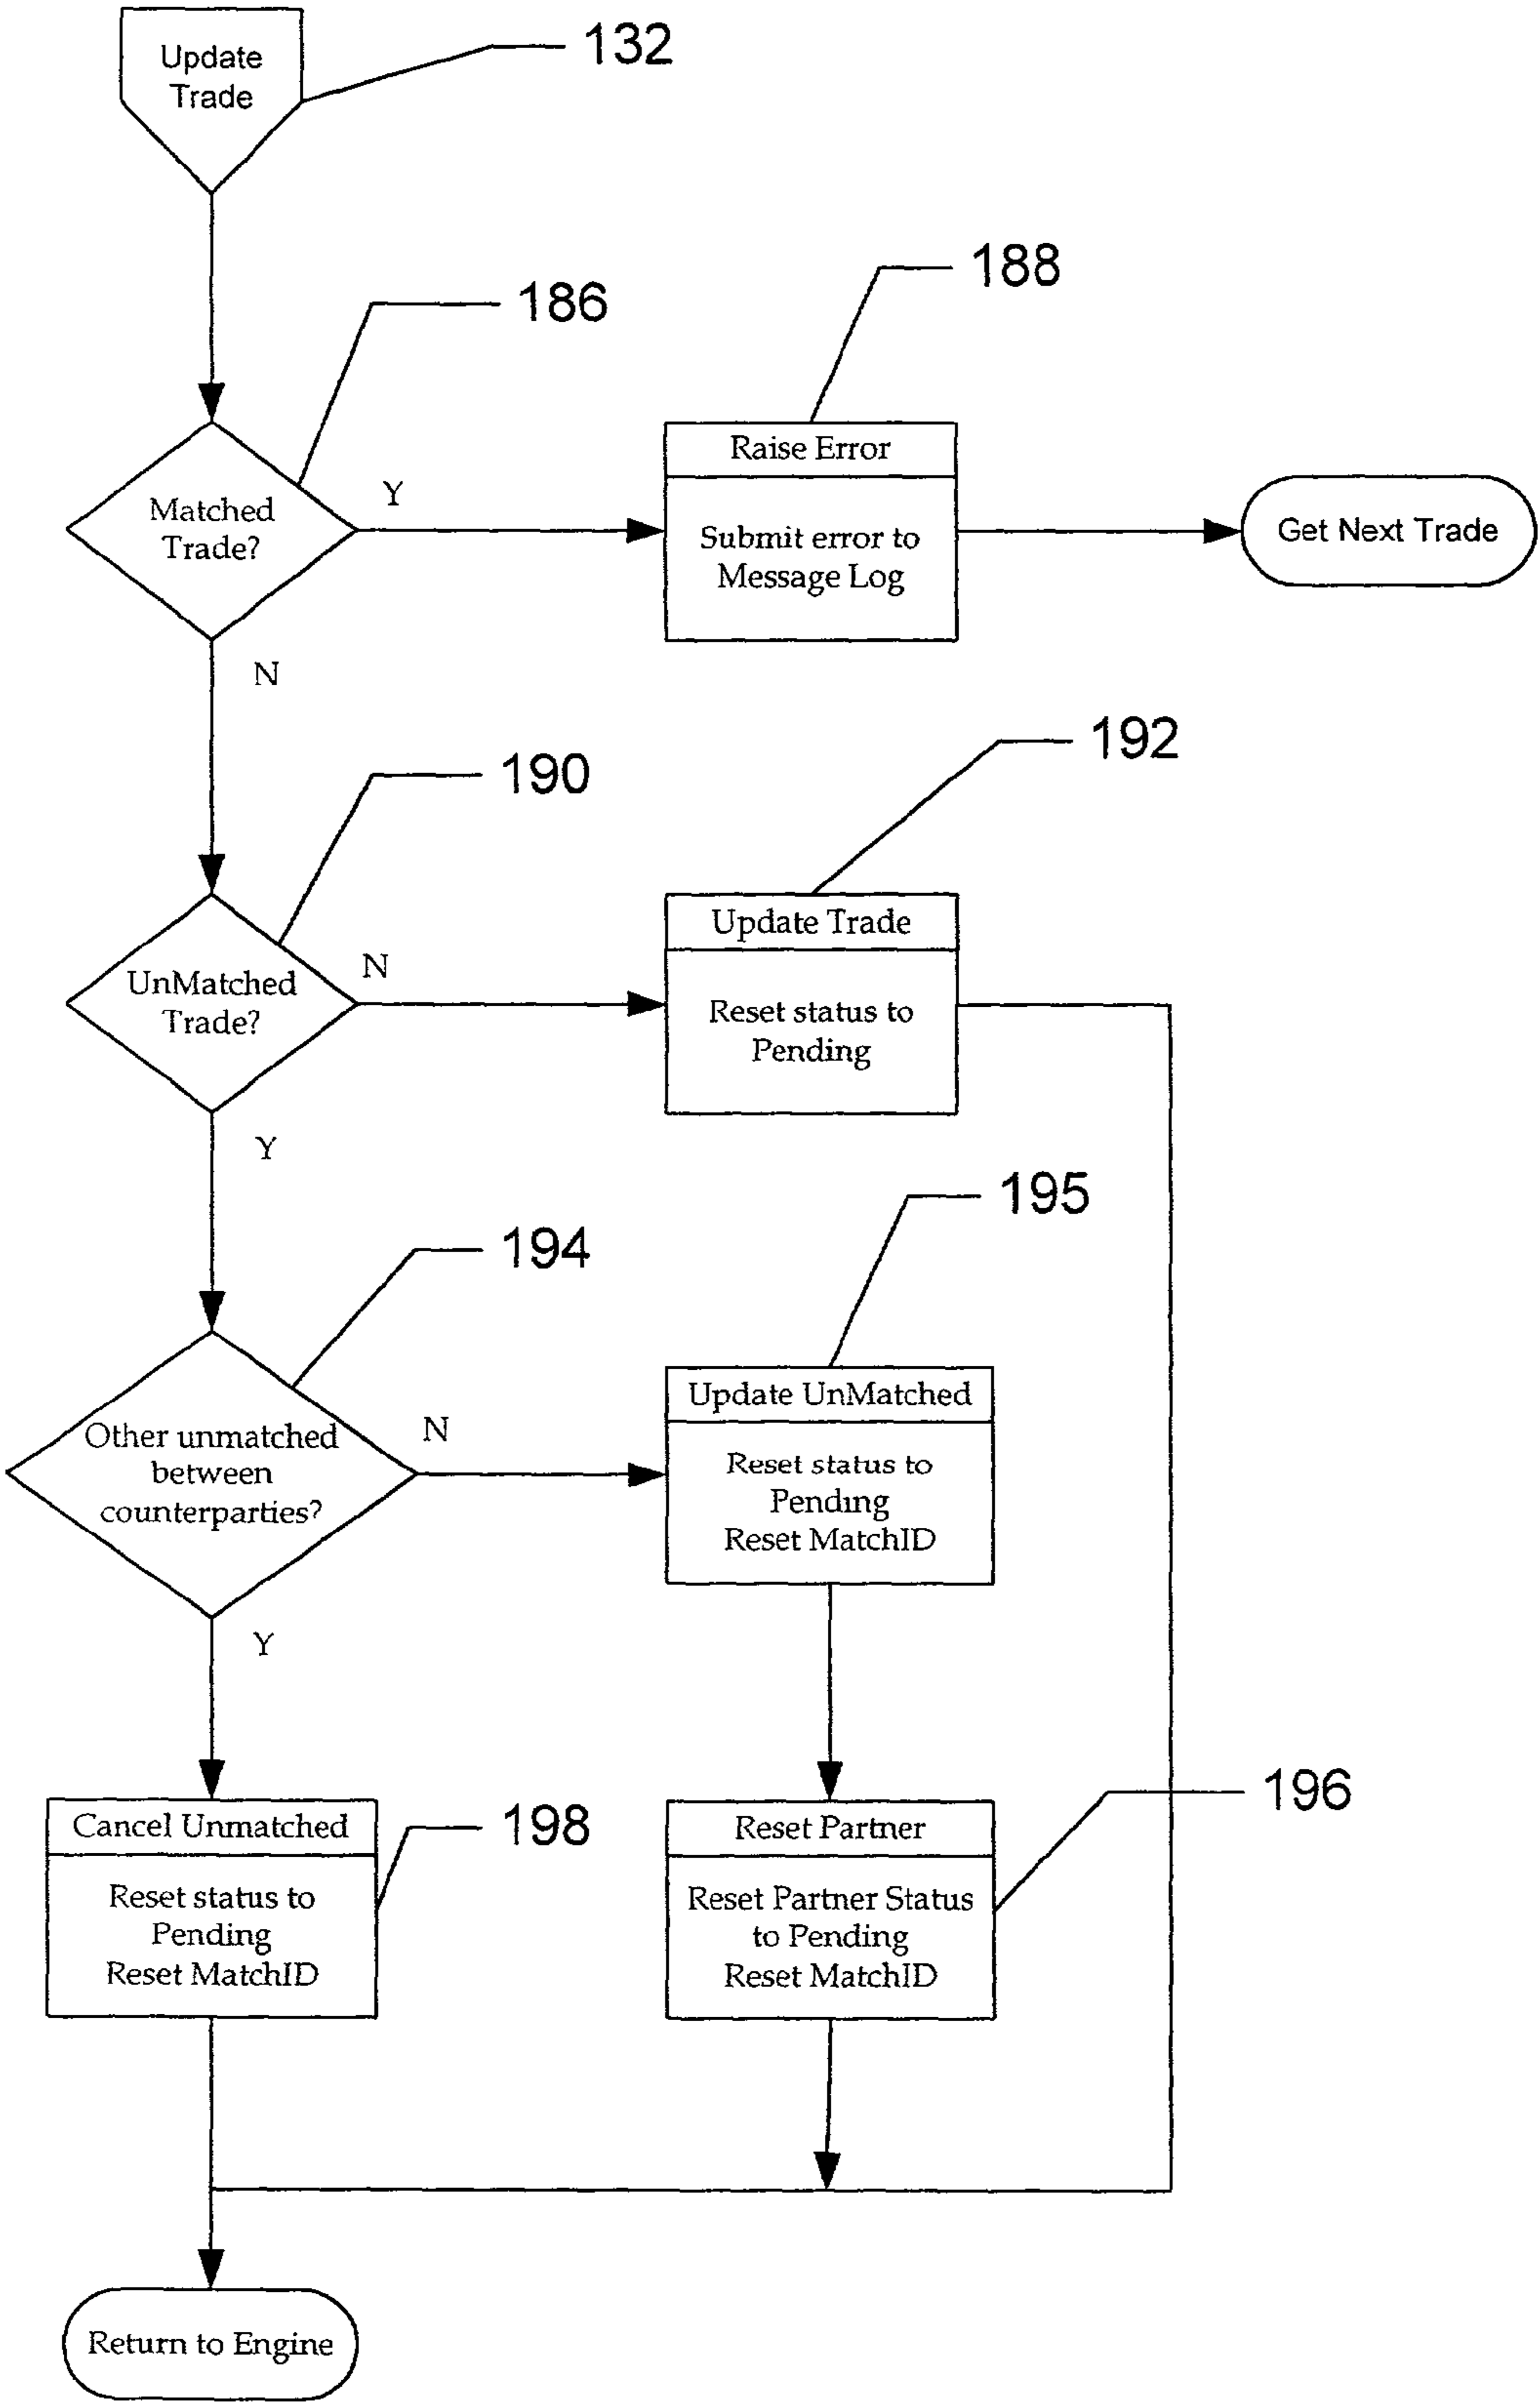 Update
Trade
132
186
188
Matched
Trade?
Y
N
Raise Error
Submit error to
Message Log
Get Next Trade
190
192
UnMatched
Trade?
N
Y
Update Trade
Reset status to
Pending
194
195
Other unmatched
between
counterparties?
N
Y
Update UnMatched
Reset status to
Pending
Reset MatchID
198
196
Cancel Unmatched
Reset status to
Pending
Reset MatchID
Reset Partner
Reset Partner Status
to Pending
Reset MatchID
Return to Engine